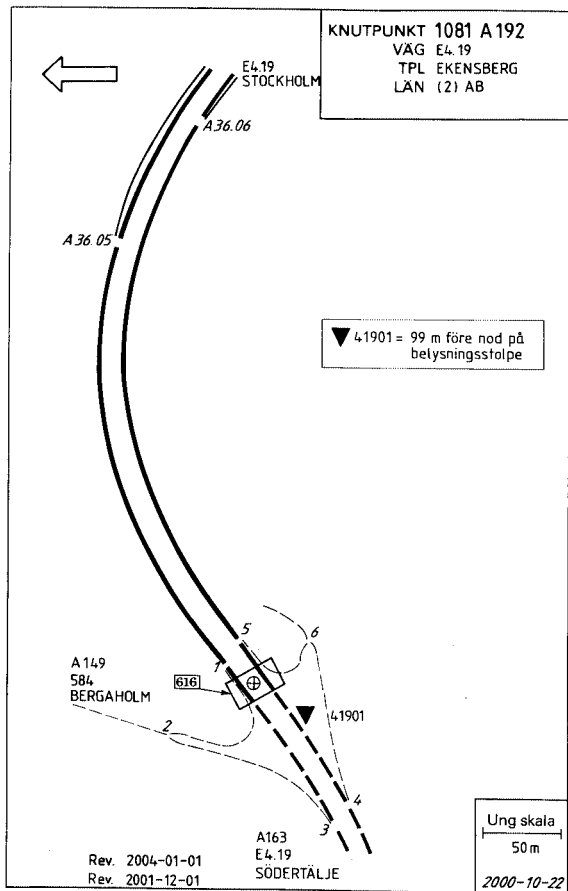 KNUTPUNKT 1081 A192
VÄG E4.19
TPL EKENSBERG
LÄN (2) AB
E4.19
STOCKHOLM
A36.06
A36.05
41901 = 99 m före nod på
belysningsstolpe
5
6
1
A149
584
BERGAHOLM
616
2
41901
4
3
A163
E4.19
SÖDERTÄLJE
Rev. 2004-01-01
Rev. 2001-12-01
Ung skala
50 m
2000-10-22